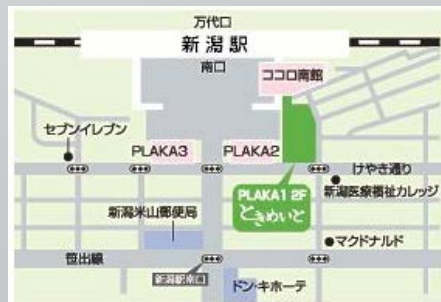 万代口
新潟駅
南口
ココロ南館
セブンイレブン
PLAKA3
PLAKA2
けやき通り
新潟医療福祉カレッジ
PLAKA1 2F
ときめいと
新潟米山郵便局
マクドナルド
笹出線
新潟駅南口
ドン・キホーテ